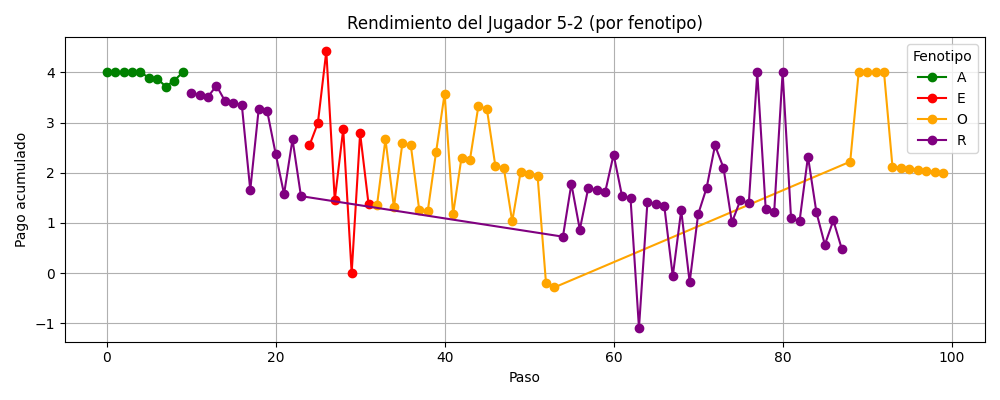 Rendimiento del Jugador 5-2 (por fenotipo)
Pago acumulado
4
3
2
1
0
−1
Fenotipo
A
E
O
R
0 20 40 60 80 100
Paso